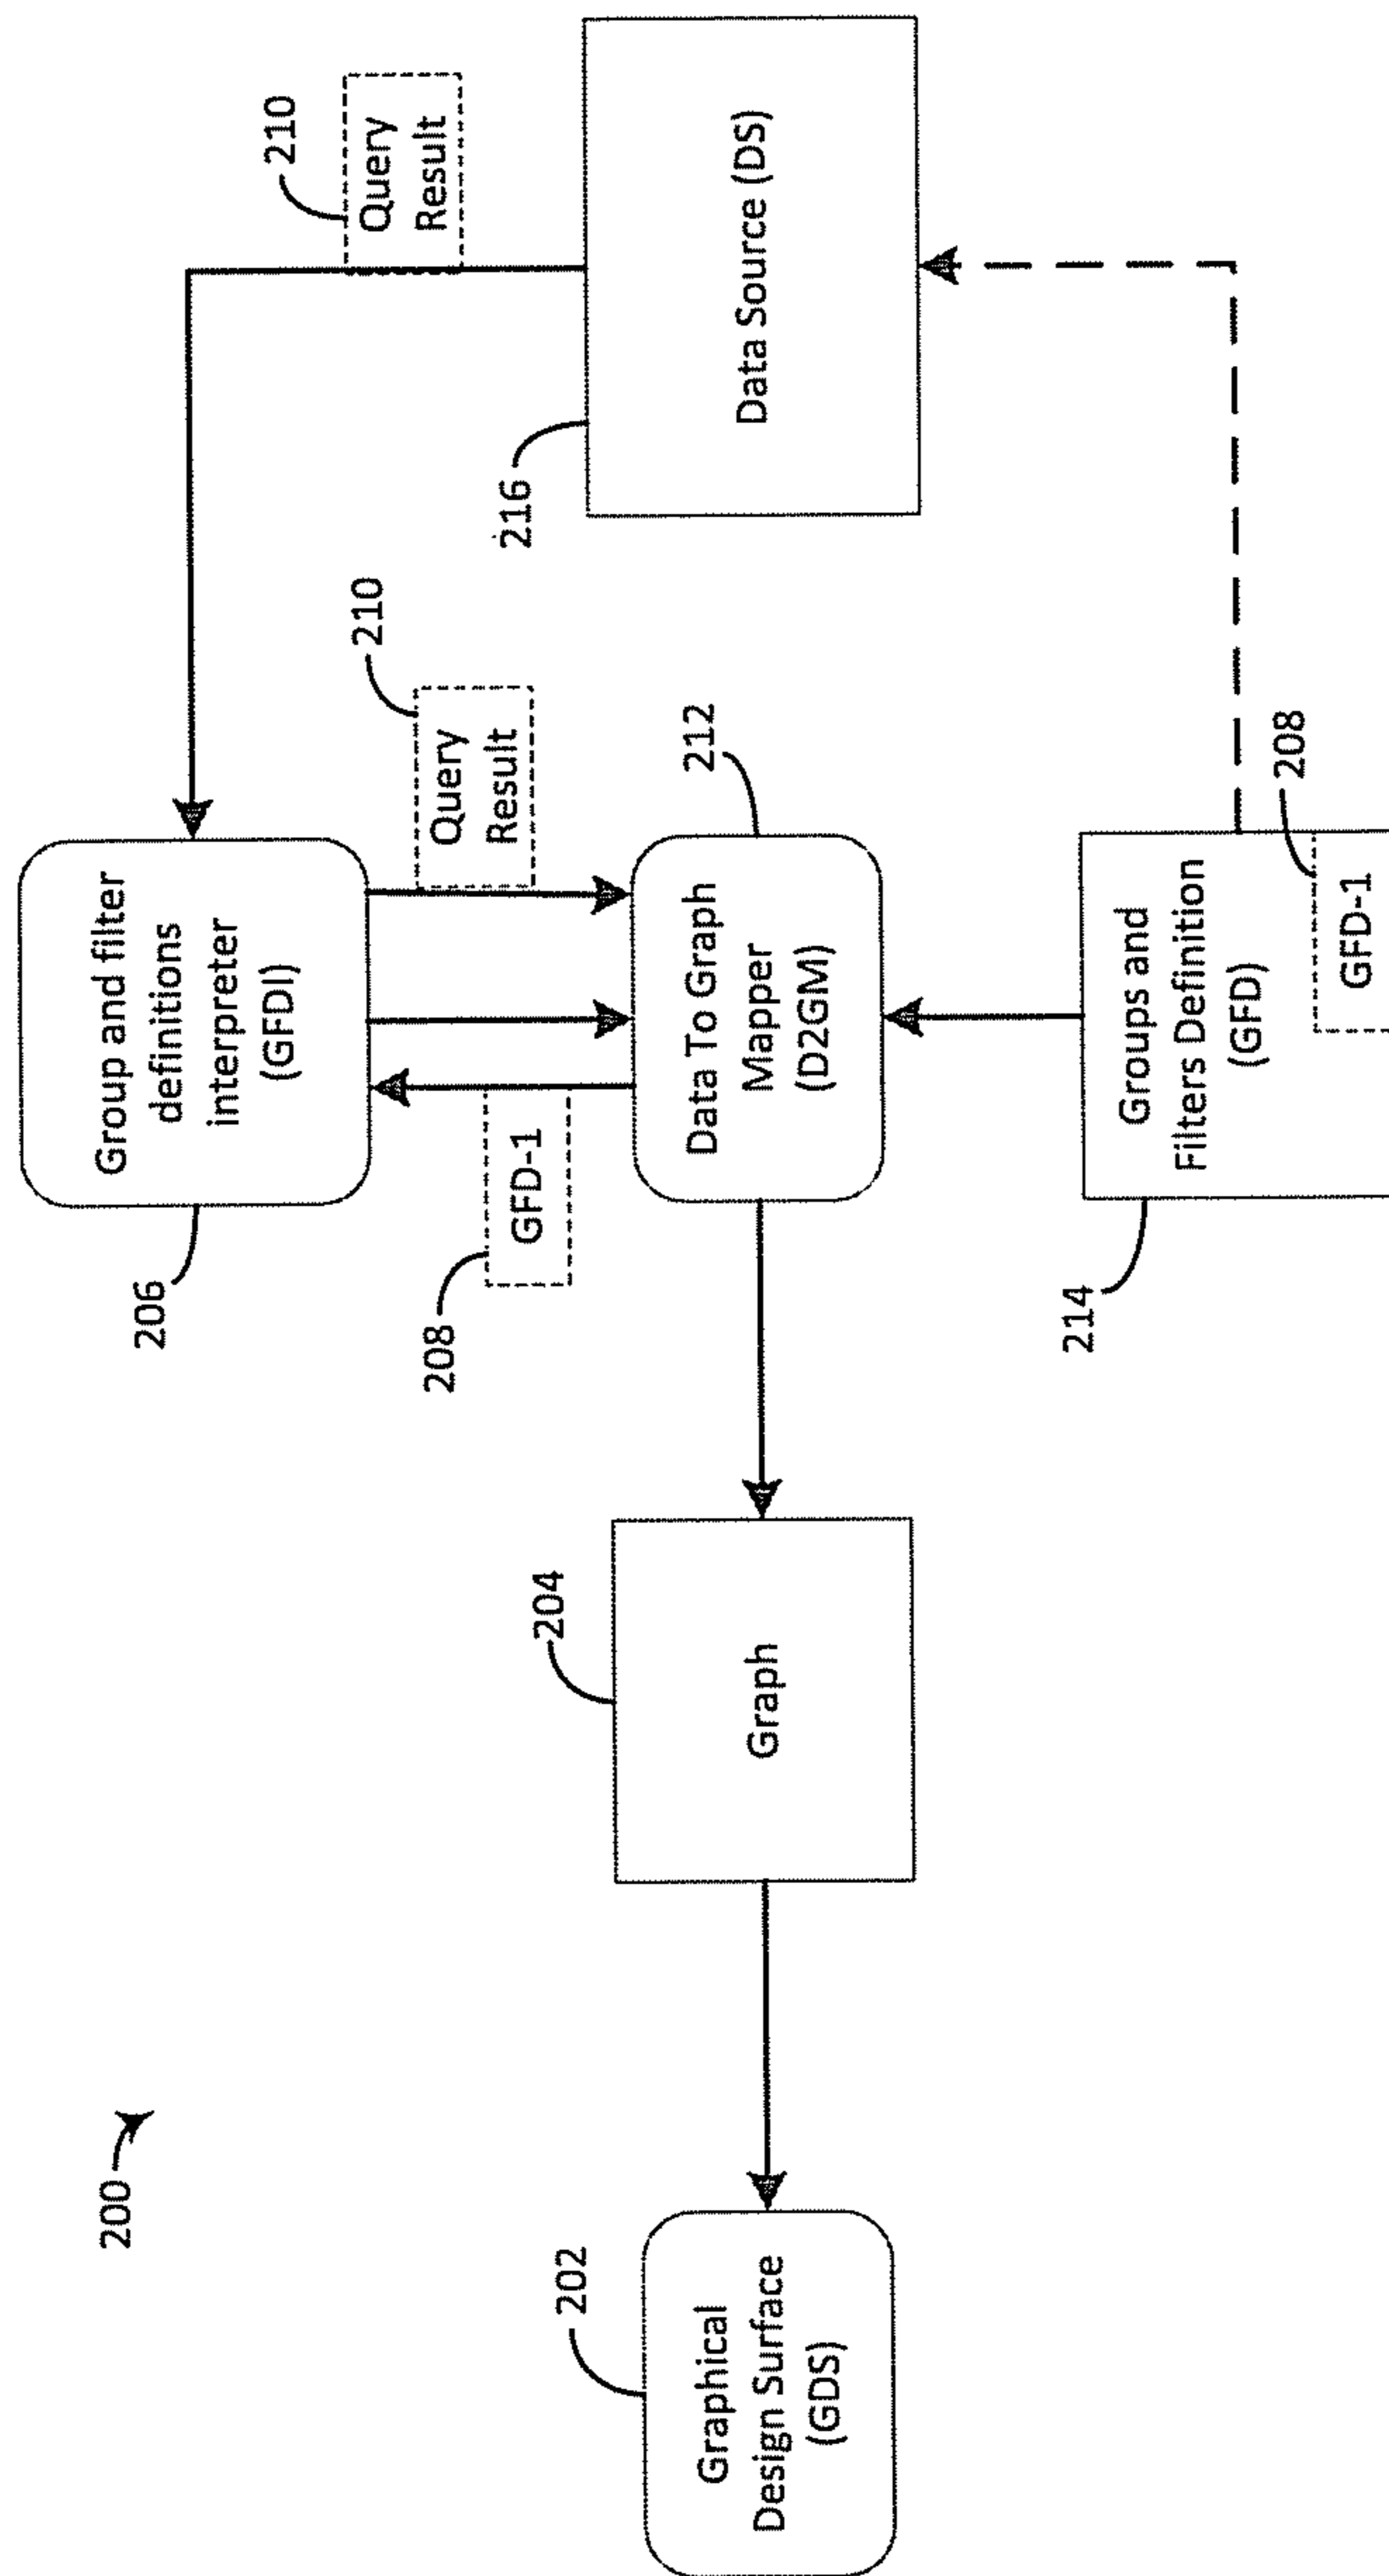 200
202
Graphical
Design Surface
(GDS)
204
Graph
206
Group and filter
definitions
interpreter
(GFDI)
208
GFD-1
210
Query
Result
212
Data To Graph
Mapper
(D2GM)
214
Groups and
Filters Definition
(GFD)
208
GFD-1
210
Query
Result
216
Data Source (DS)